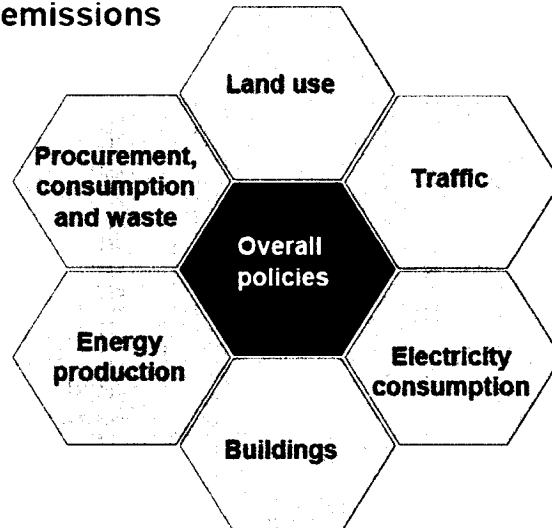 emissions
Land use
Procurement,
consumption
and waste
Traffic
Overall
policies
Energy
production
Electricity
consumption
Buildings